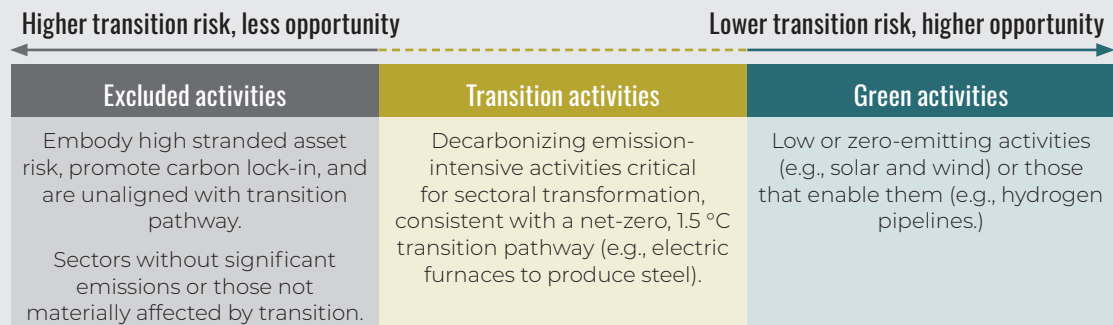 Higher transition risk, less opportunity
Lower transition risk, higher opportunity
Excluded activities
Embody high stranded asset
risk, promote carbon lock-in, and
are unaligned with transition
pathway.
Sectors without significant
emissions or those not
materially affected by transition.
Transition activities
Decarbonizing emission-
intensive activities critical
for sectoral transformation,
consistent with a net-zero, 1.5 °C
transition pathway (e.g., electric
furnaces to produce steel).
Green activities
Low or zero-emitting activities
(e.g., solar and wind) or those
that enable them (e.g., hydrogen
pipelines.)